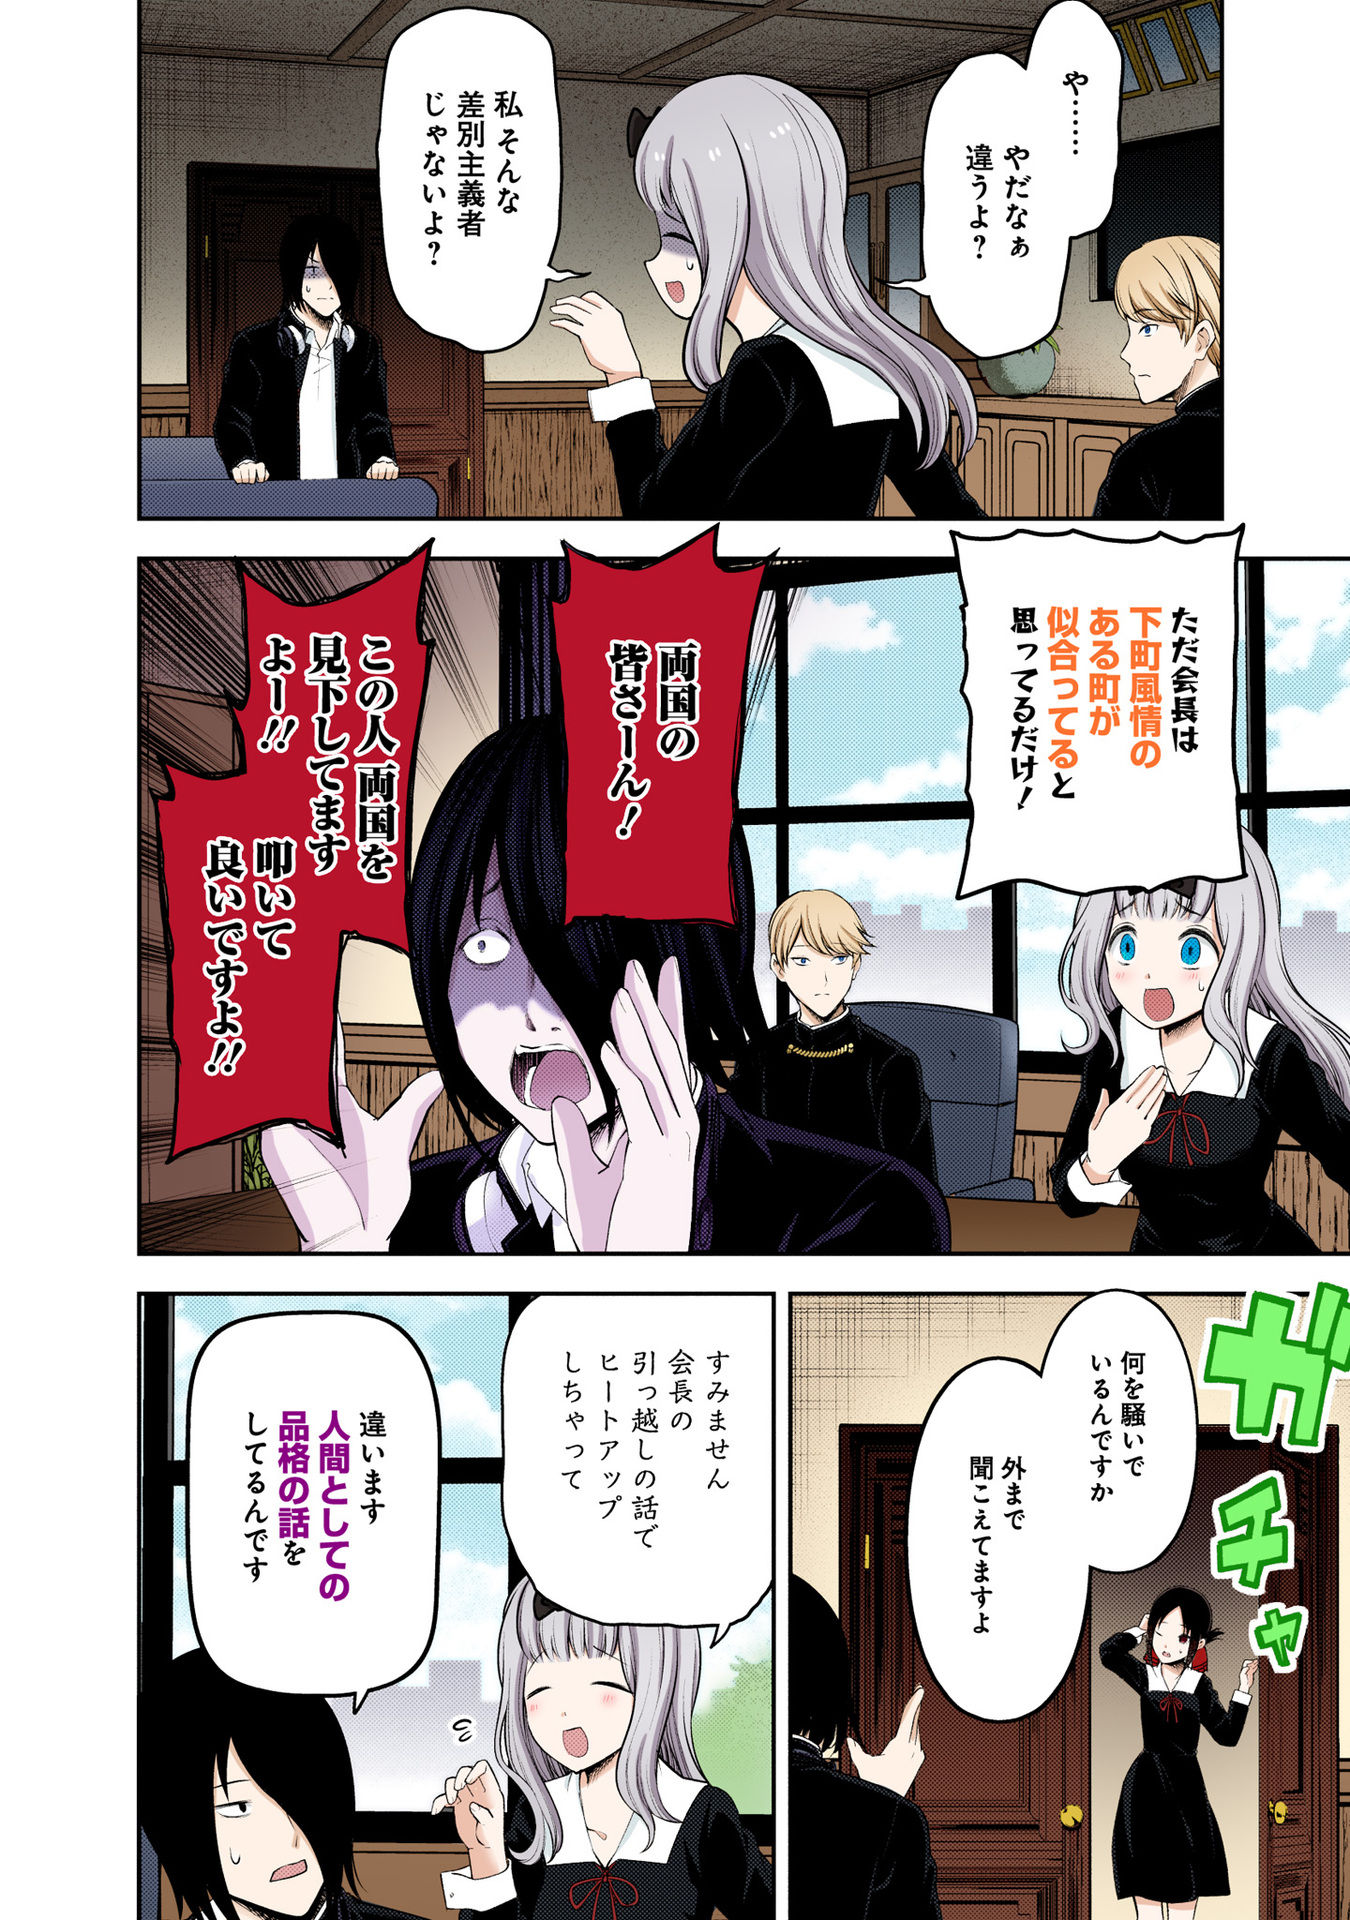 や……
やだなぁ
違うよ？
私 そんな
差別主義者
じゃないよ？
ただ会長は
下町風情の
ある町が
似合ってると
思ってるだけ！
両国の
皆さーん！
この人 両国を
見下してます
よー!!
叩いて
良いですよ!!
ガチャ
何を騒いで
いるんですか
外まで
聞こえてますよ
すみません
会長の
引っ越しの話で
ヒートアップ
しちゃって
違います
人間としての
品格の話を
してるんです